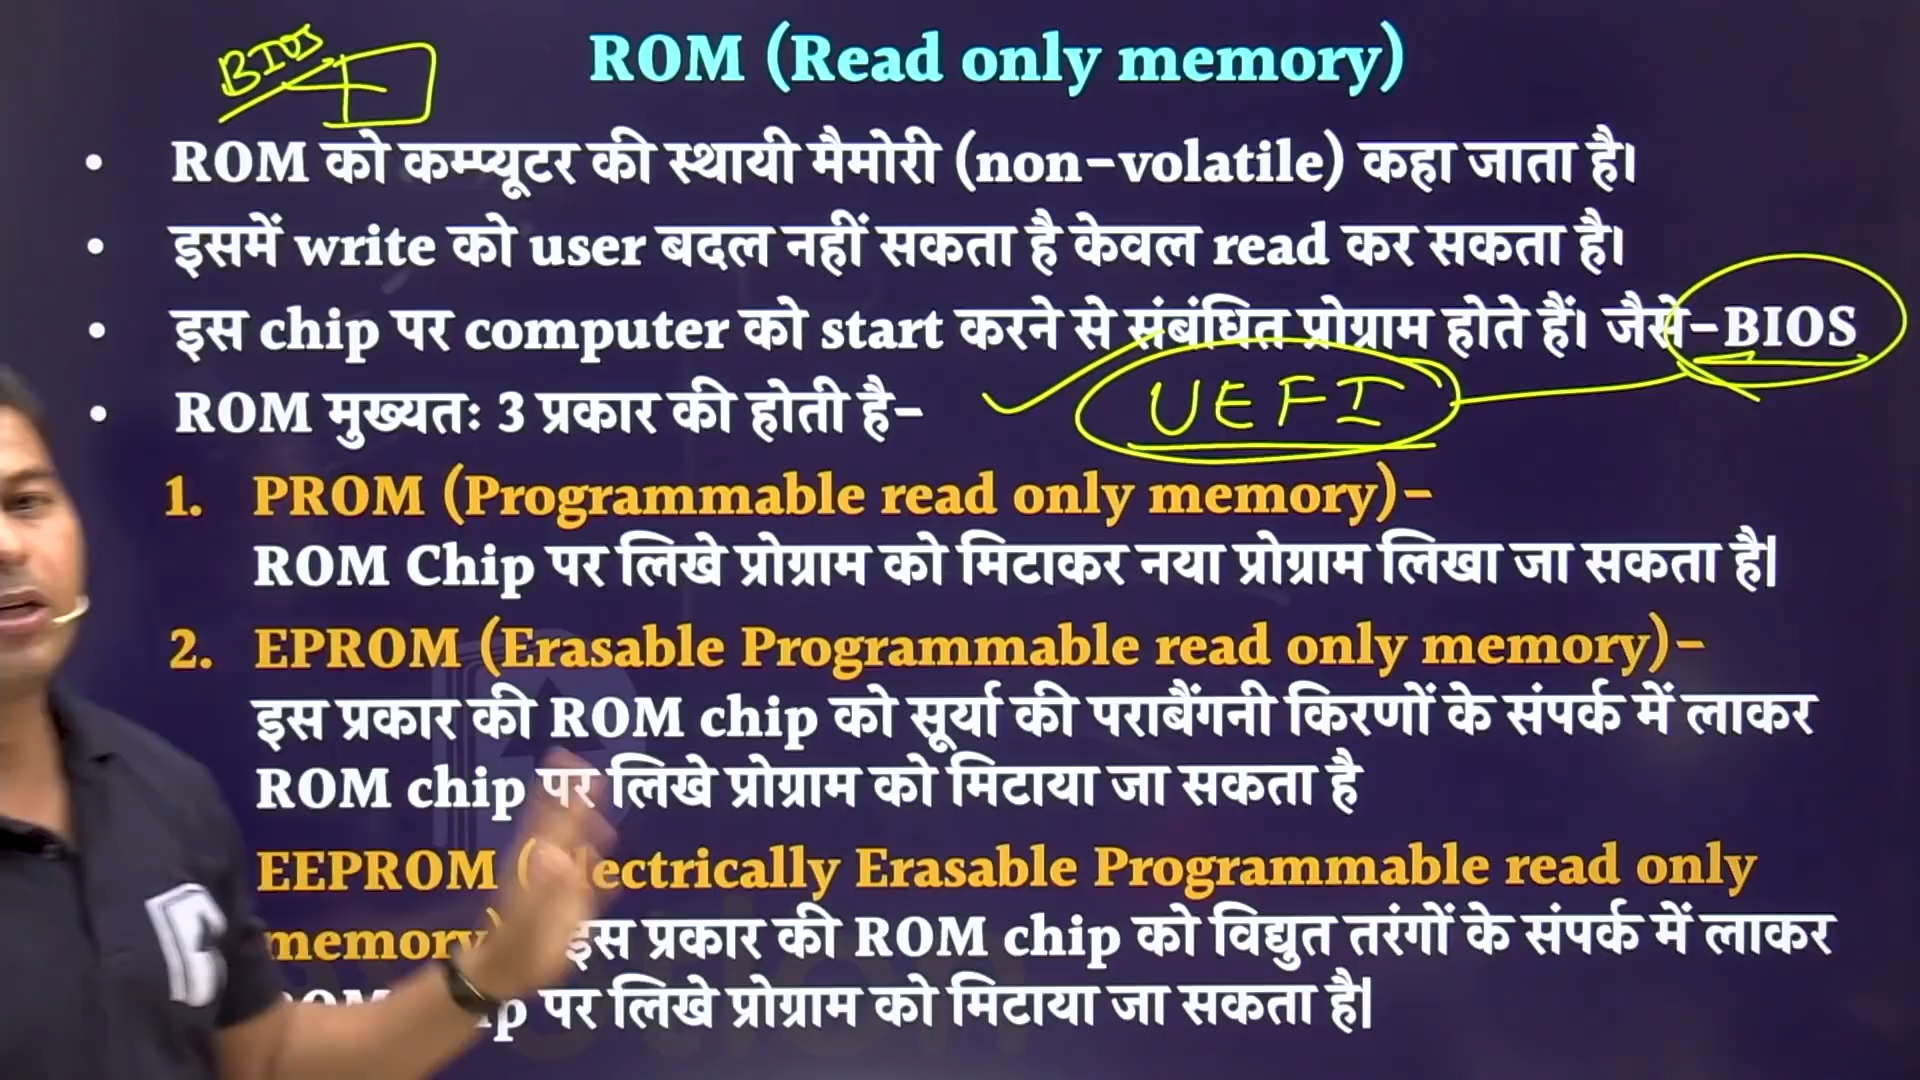 BIOS
ROM (Read only memory)
• ROM को कम्प्यूटर की स्थायी मैमोरी (non-volatile) कहा जाता है।
• इसमें write को user बदल नहीं सकता है केवल read कर सकता है।
• इस chip पर computer को start करने से संबंधित प्रोग्राम होते हैं। जैसे-BIOS
UEFI
• ROM मुख्यतः 3 प्रकार की होती है-
1. PROM (Programmable read only memory)-
ROM Chip पर लिखे प्रोग्राम को मिटाकर नया प्रोग्राम लिखा जा सकता है|
2. EPROM (Erasable Programmable read only memory)-
इस प्रकार की ROM chip को सूर्या की पराबैंगनी किरणों के संपर्क में लाकर
ROM chip पर लिखे प्रोग्राम को मिटाया जा सकता है
EEPROM (lectrically Erasable Programmable read only
memory) इस प्रकार की ROM chip को विद्युत तरंगों के संपर्क में लाकर
पर लिखे प्रोग्राम को मिटाया जा सकता है|